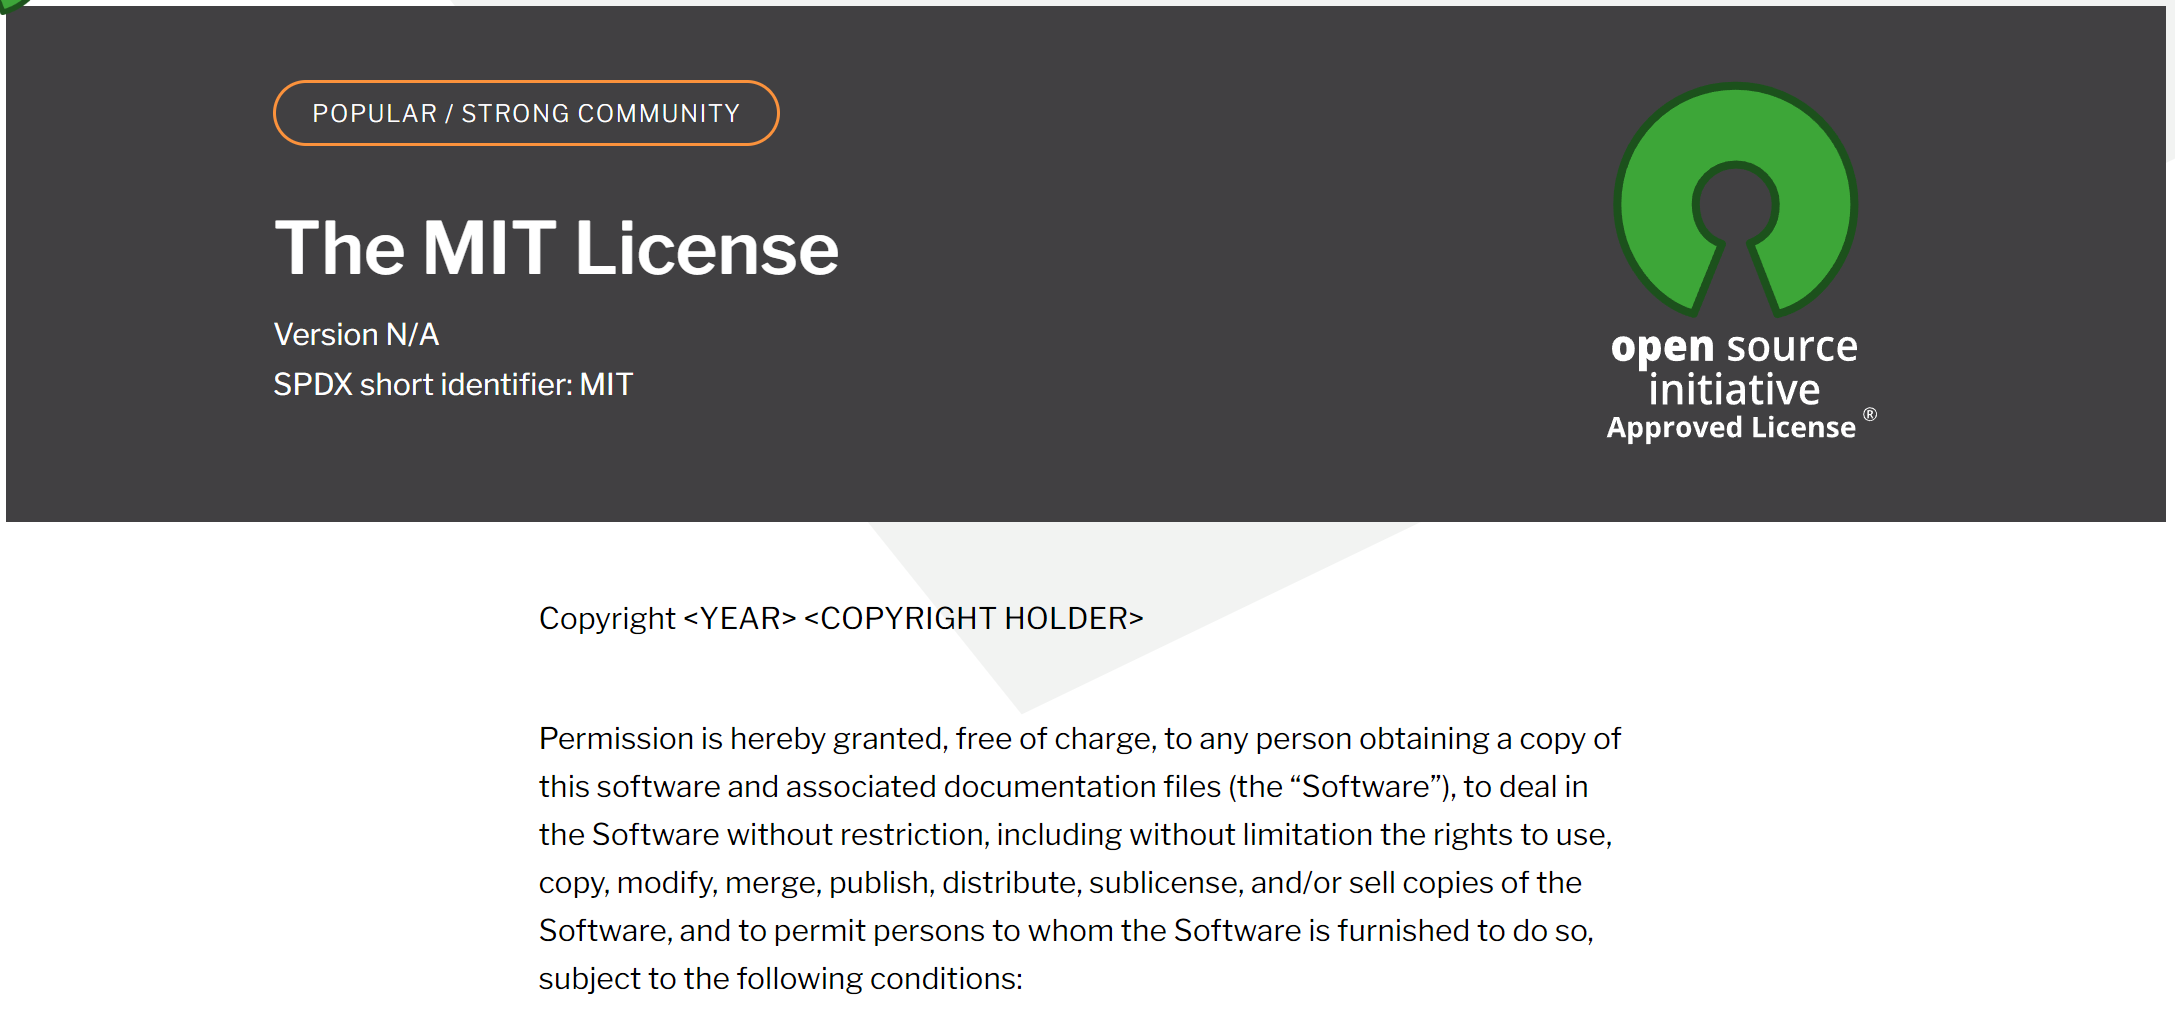 POPULAR / STRONG COMMUNITY
The MIT License
Version N/A
SPDX short identifier: MIT
open source
initiative
Approved License ®
Copyright <YEAR> <COPYRIGHT HOLDER>
Permission is hereby granted, free of charge, to any person obtaining a copy of
this software and associated documentation files (the “Software”), to deal in
the Software without restriction, including without limitation the rights to use,
copy, modify, merge, publish, distribute, sublicense, and/or sell copies of the
Software, and to permit persons to whom the Software is furnished to do so,
subject to the following conditions: